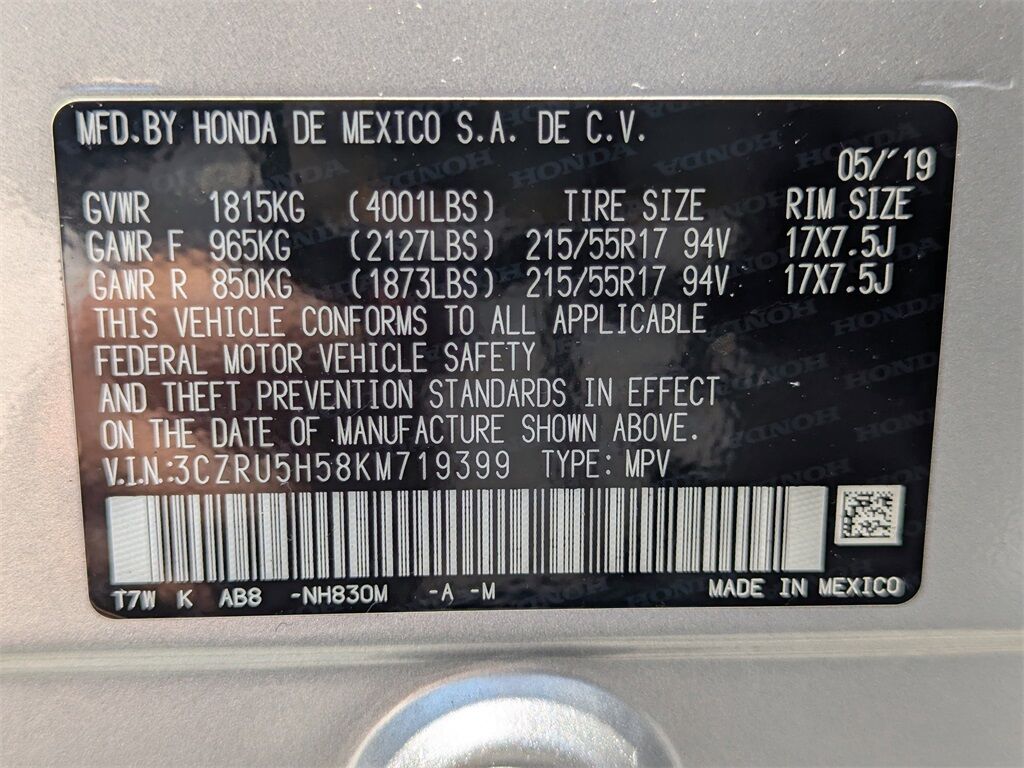 MFD.BY HONDA DE MEXICO S.A. DE C.V.
05/'19
GVWR 1815KG (4001LBS) TIRE SIZE RIM SIZE
GAWR F 965KG (2127LBS) 215/55R17 94V 17X7.5J
GAWR R 850KG (1873LBS) 215/55R17 94V 17X7.5J
THIS VEHICLE CONFORMS TO ALL APPLICABLE
FEDERAL MOTOR VEHICLE SAFETY
AND THEFT PREVENTION STANDARDS IN EFFECT
ON THE DATE OF MANUFACTURE SHOWN ABOVE.
V.I.N.:3CZRU5H58KM719399 TYPE: MPV
T7W K AB8 -NH830M -A -M MADE IN MEXICO